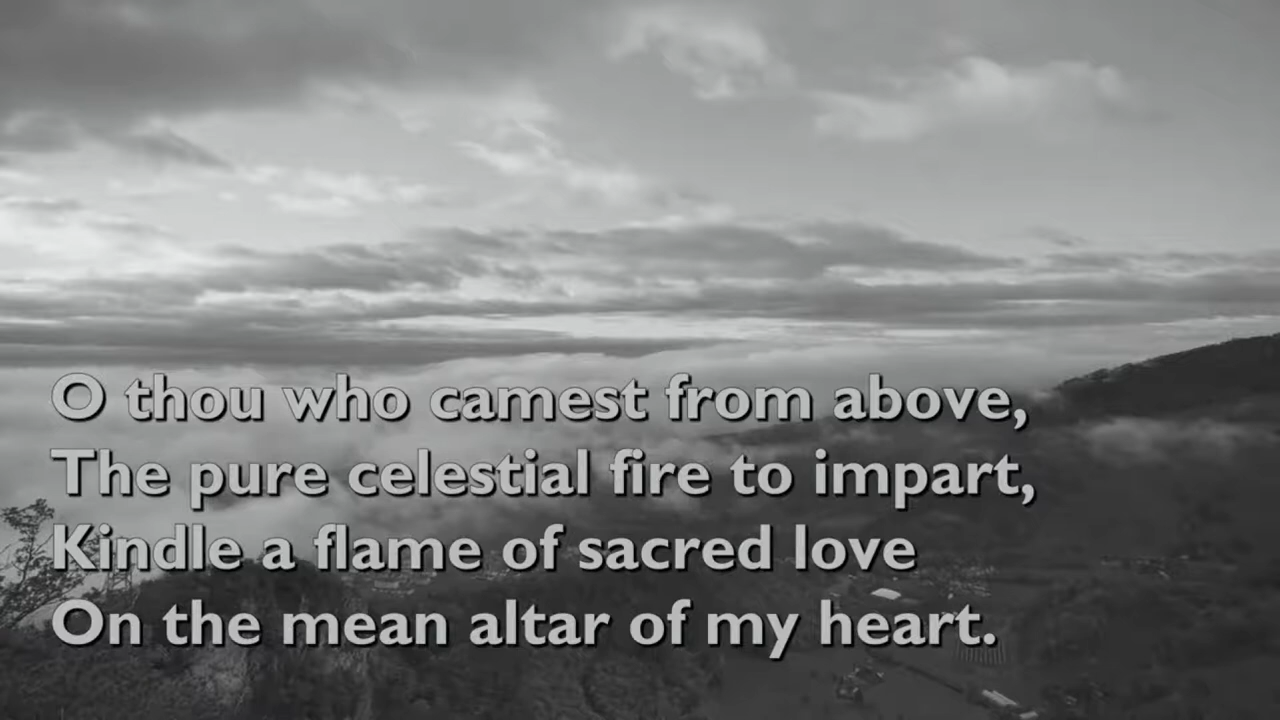 O thou who camest from above,
The pure celestial fire to impart,
Kindle a flame of sacred love
On the mean altar of my heart.